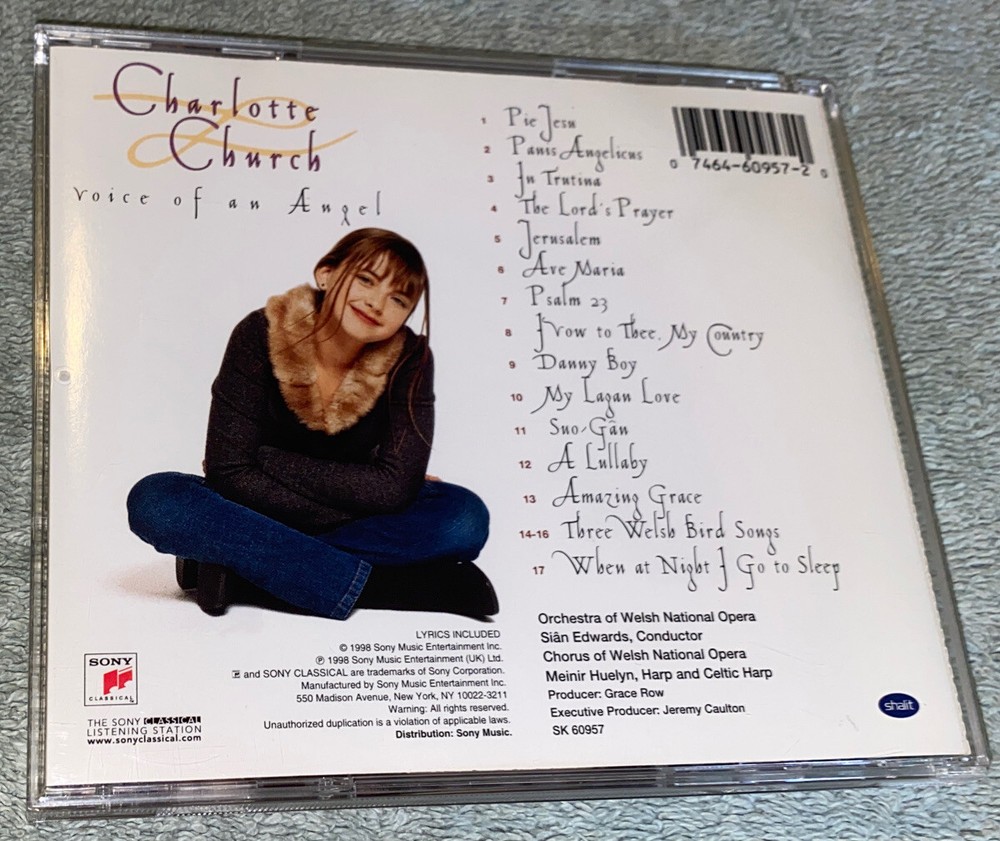 Charlotte
Church
voice of an Angel
1 Pie Jesu
2 Panis Angelicus
3 In Trutina
4 The Lord's Prayer
5 Jerusalem
6 Ave Maria
7 Psalm 23
8 I Vow to Thee, My Country
9 Danny Boy
10 My Lagan Love
11 Suo-Gân
12 A Lullaby
13 Amazing Grace
14-16 Three Welsh Bird Songs
17 When at Night I Go to Sleep
0 7464-60957-2 0
Orchestra of Welsh National Opera
Siân Edwards, Conductor
Chorus of Welsh National Opera
Meinir Huelyn, Harp and Celtic Harp
Producer: Grace Row
Executive Producer: Jeremy Caulton
SK 60957
LYRICS INCLUDED
© 1998 Sony Music Entertainment Inc.
℗ 1998 Sony Music Entertainment (UK) Ltd.
and SONY CLASSICAL are trademarks of Sony Corporation.
Manufactured by Sony Music Entertainment Inc.
550 Madison Avenue, New York, NY 10022-3211
Warning: All rights reserved.
Unauthorized duplication is a violation of applicable laws.
Distribution: Sony Music.
SONY
CLASSICAL
THE SONY CLASSICAL
LISTENING STATION
www.sonyclassical.com
shalit